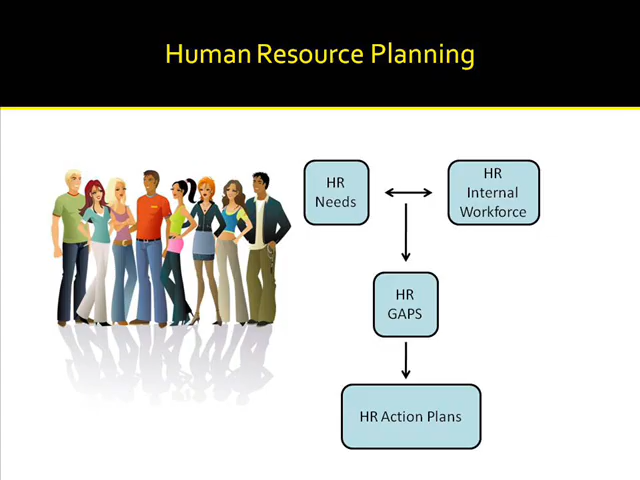 Human Resource Planning
HR
Needs
HR
Internal
Workforce
HR
GAPS
HR Action Plans